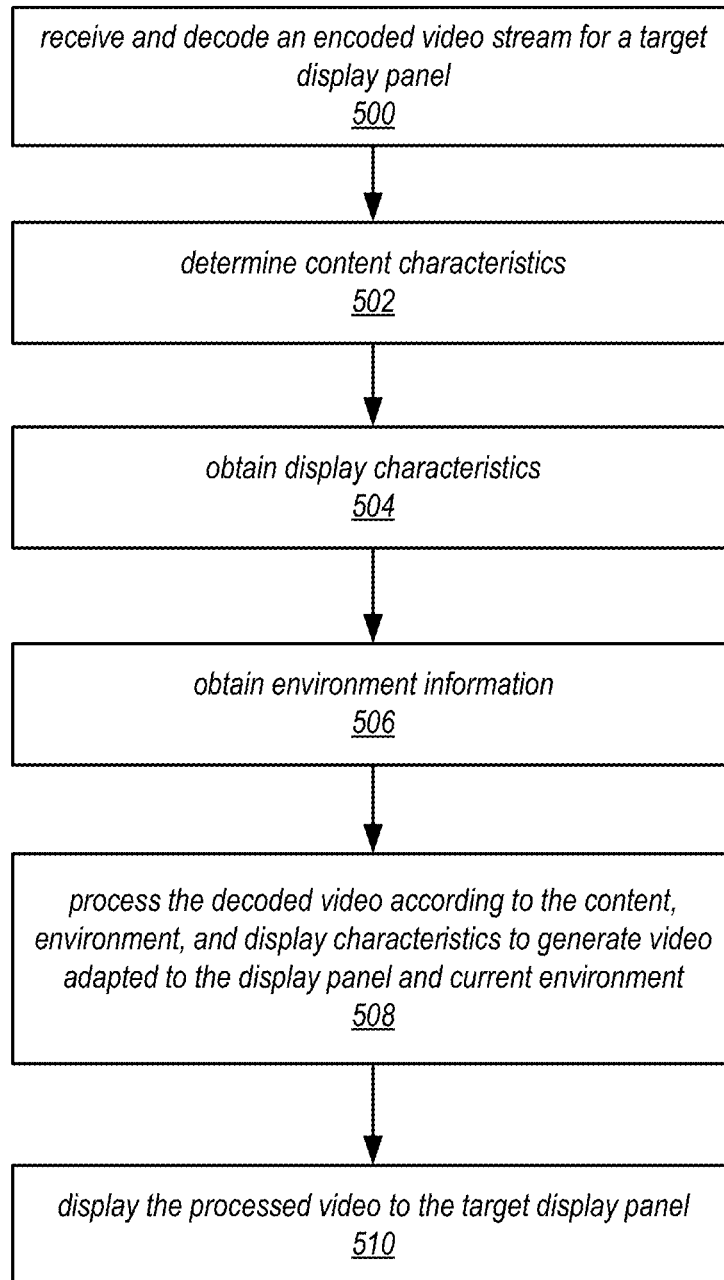 receive and decode an encoded video stream for a target
display panel
500
determine content characteristics
502
obtain display characteristics
504
obtain environment information
506
process the decoded video according to the content,
environment, and display characteristics to generate video
adapted to the display panel and current environment
508
display the processed video to the target display panel
510